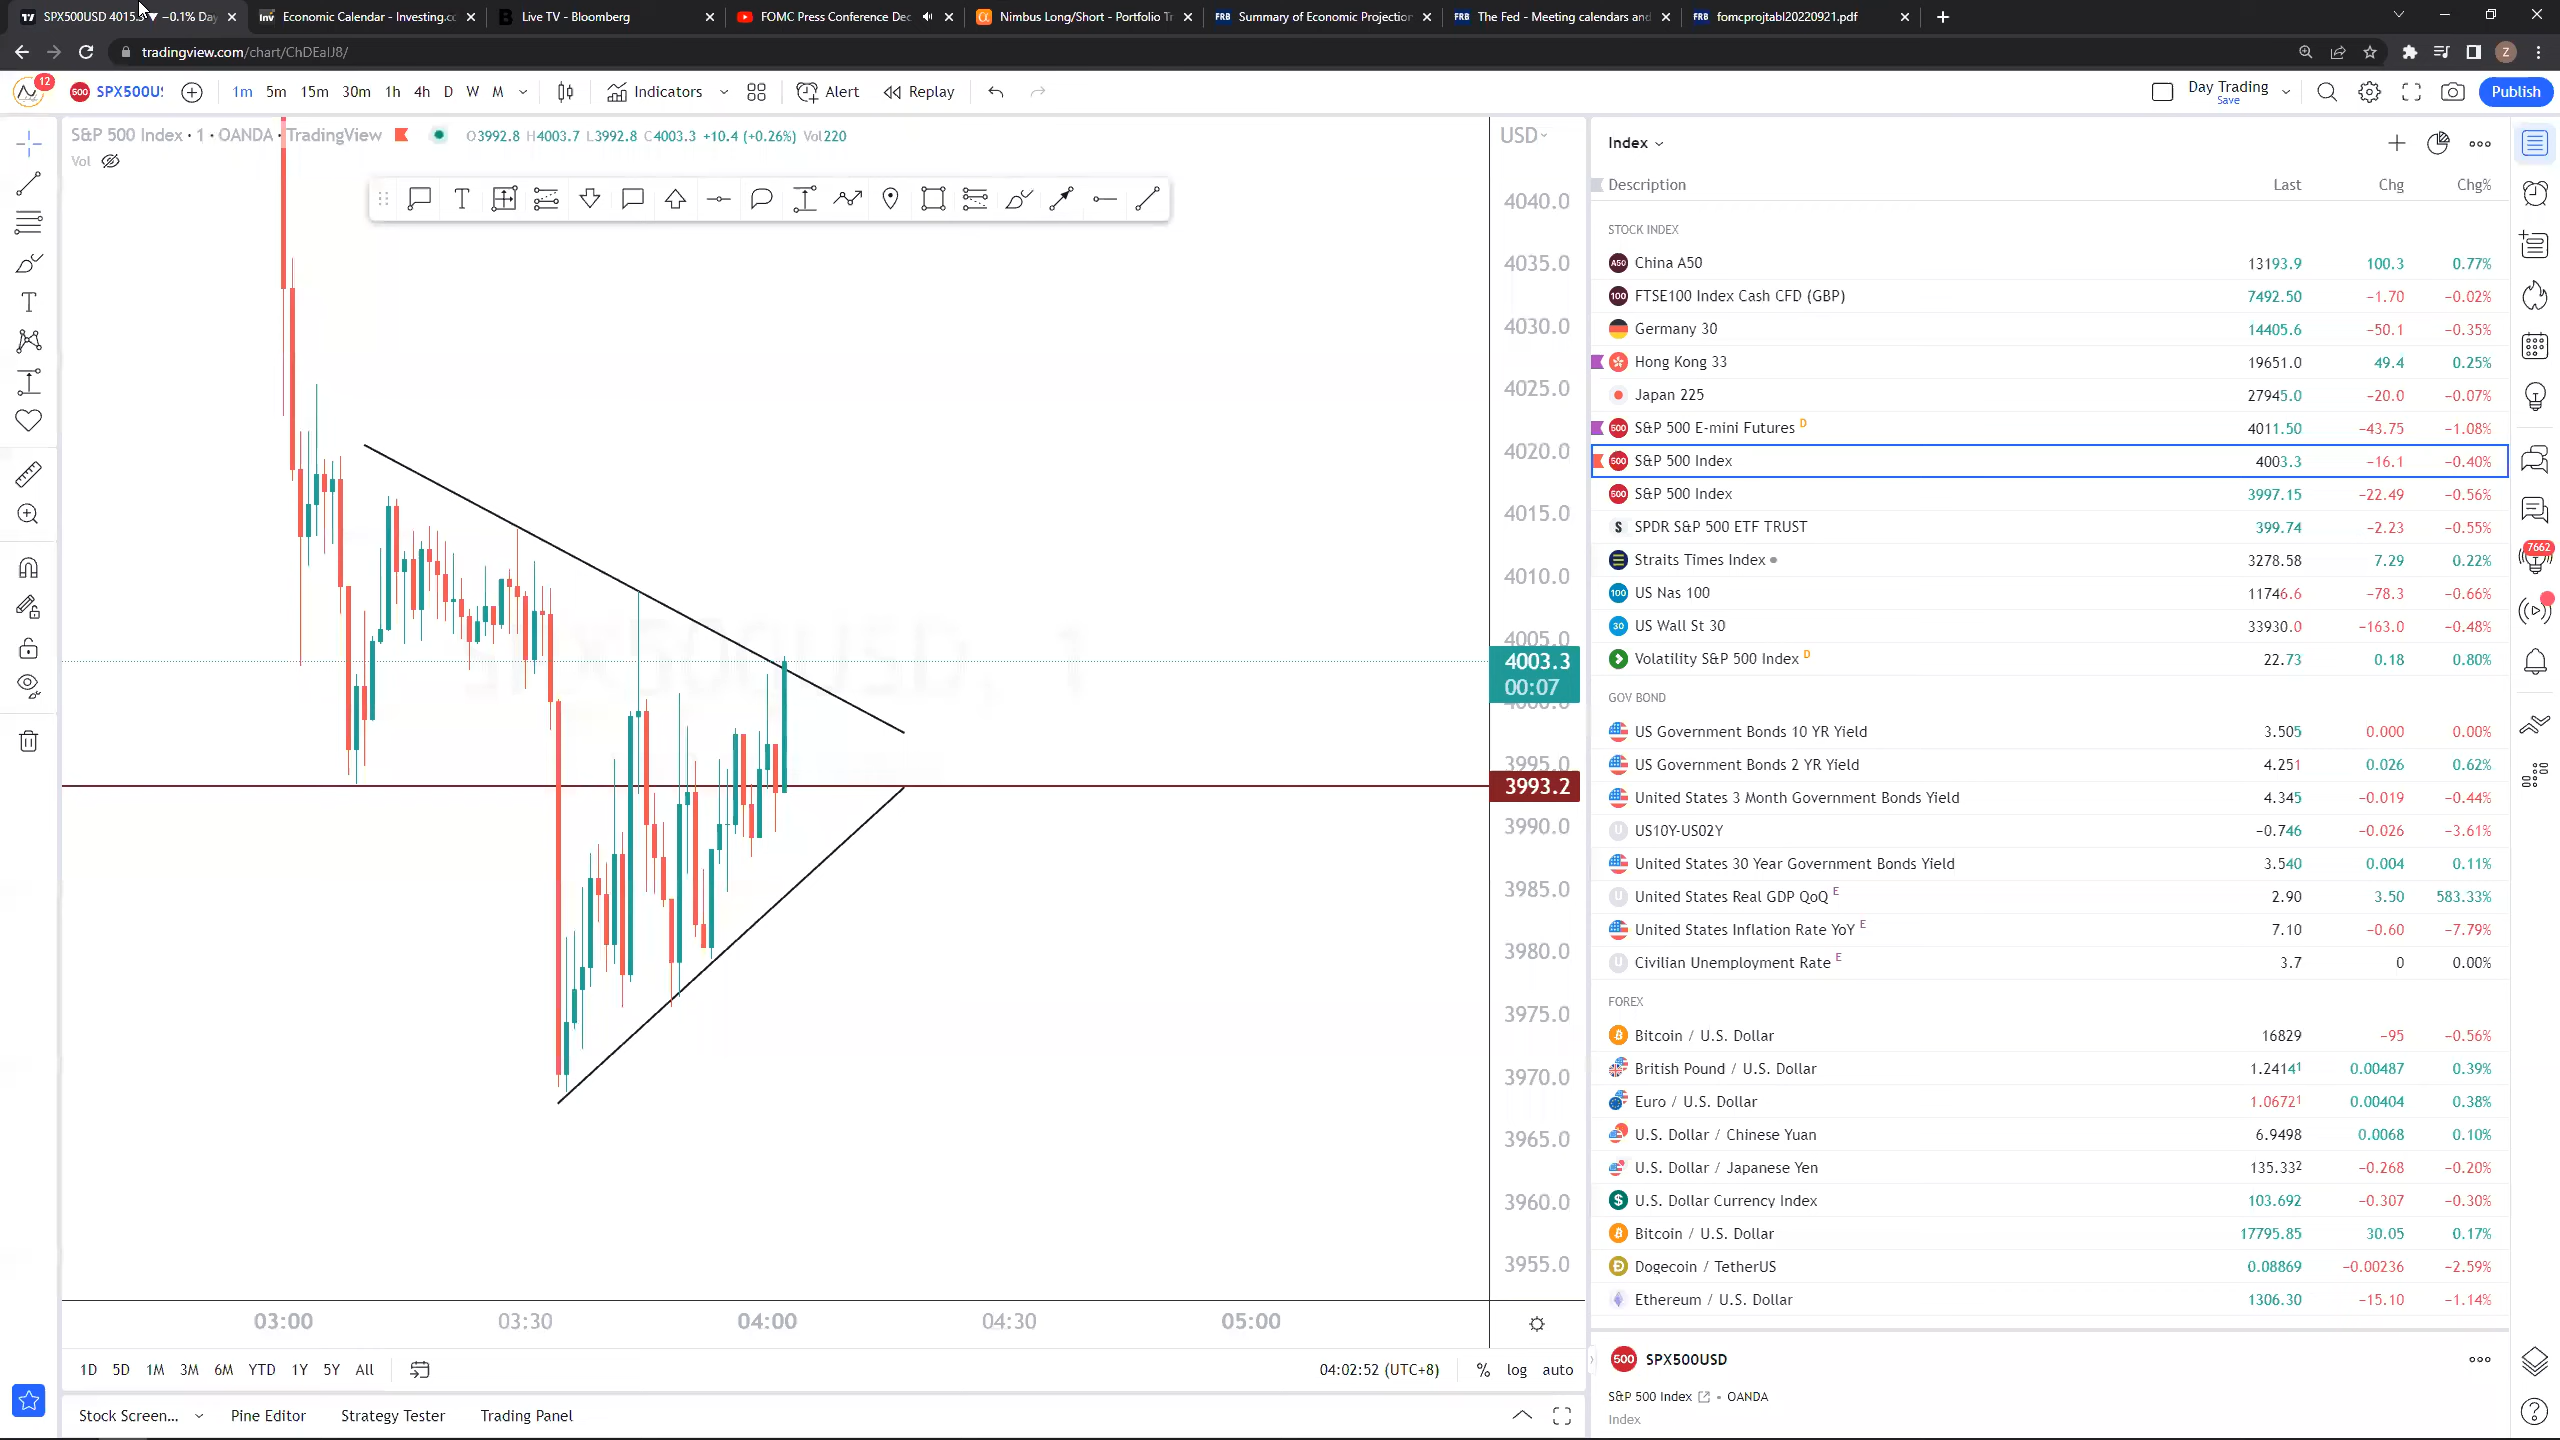 SPX500USD 4015. ▼ −0.1% Day
Economic Calendar - Investing.cc
Live TV - Bloomberg
FOMC Press Conference Dec
Nimbus Long/Short - Portfolio Tr
FRB Summary of Economic Projection
FRB The Fed - Meeting calendars and
FRB fomcprojtabl20220921.pdf
tradingview.com/chart/ChDEaIJ8/
12
500 SPX500U
1m 5m 15m 30m 1h 4h D W M
Indicators
Alert
Replay
Day Trading
Save
Publish
S&P 500 Index · 1 · OANDA · TradingView
O3992.8 H4003.7 L3992.8 C4003.3 +10.4 (+0.26%) Vol220
Vol
USD
4040.0
4035.0
4030.0
4025.0
4020.0
4015.0
4010.0
4005.0
4003.3
00:07
3995.0
3993.2
3990.0
3985.0
3980.0
3975.0
3970.0
3965.0
3960.0
3955.0
03:00 03:30 04:00 04:30 05:00
1D 5D 1M 3M 6M YTD 1Y 5Y All
04:02:52 (UTC+8)
% log auto
Stock Screen...
Pine Editor
Strategy Tester
Trading Panel
Index
Description Last Chg Chg%
STOCK INDEX
China A50 13193.9 100.3 0.77%
FTSE100 Index Cash CFD (GBP) 7492.50 −1.70 −0.02%
Germany 30 14405.6 −50.1 −0.35%
Hong Kong 33 19651.0 49.4 0.25%
Japan 225 27945.0 −20.0 −0.07%
S&P 500 E-mini Futures D 4011.50 −43.75 −1.08%
S&P 500 Index 4003.3 −16.1 −0.40%
S&P 500 Index 3997.15 −22.49 −0.56%
SPDR S&P 500 ETF TRUST 399.74 −2.23 −0.55%
Straits Times Index 3278.58 7.29 0.22%
US Nas 100 11746.6 −78.3 −0.66%
US Wall St 30 33930.0 −163.0 −0.48%
Volatility S&P 500 Index D 22.73 0.18 0.80%
GOV BOND
US Government Bonds 10 YR Yield 3.505 0.000 0.00%
US Government Bonds 2 YR Yield 4.251 0.026 0.62%
United States 3 Month Government Bonds Yield 4.345 −0.019 −0.44%
US10Y-US02Y −0.746 −0.026 −3.61%
United States 30 Year Government Bonds Yield 3.540 0.004 0.11%
United States Real GDP QoQ E 2.90 3.50 583.33%
United States Inflation Rate YoY E 7.10 −0.60 −7.79%
Civilian Unemployment Rate E 3.7 0 0.00%
FOREX
Bitcoin / U.S. Dollar 16829 −95 −0.56%
British Pound / U.S. Dollar 1.24141 0.00487 0.39%
Euro / U.S. Dollar 1.06721 0.00404 0.38%
U.S. Dollar / Chinese Yuan 6.9498 0.0068 0.10%
U.S. Dollar / Japanese Yen 135.332 −0.268 −0.20%
U.S. Dollar Currency Index 103.692 −0.307 −0.30%
Bitcoin / U.S. Dollar 17795.85 30.05 0.17%
Dogecoin / TetherUS 0.08869 −0.00236 −2.59%
Ethereum / U.S. Dollar 1306.30 −15.10 −1.14%
500 SPX500USD
S&P 500 Index • OANDA
Index
7662